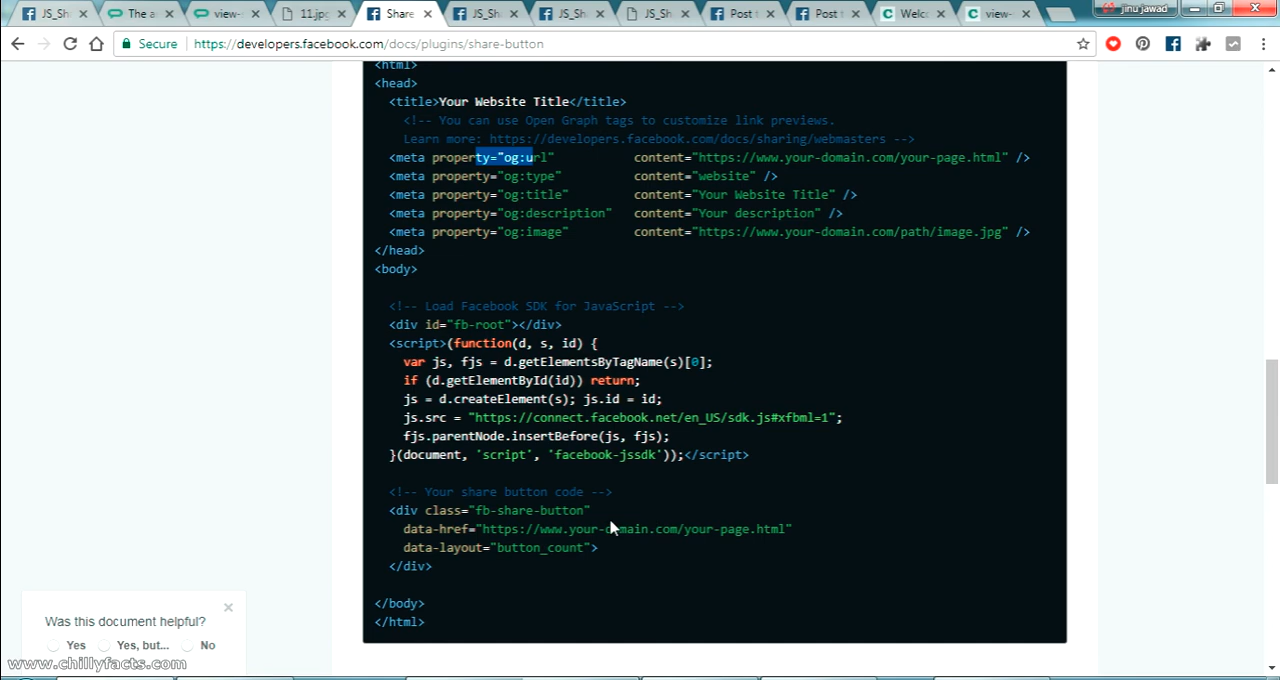 JS_Sh
The a
view-s
11.jpg
Share
JS_Sh
JS_Sh
JS_Sh
Post t
Post t
Welc
view-
jinu jawad
Secure
https://developers.facebook.com/docs/plugins/share-button
<html>
<head>
<title>Your Website Title</title>
<!-- You can use Open Graph tags to customize link previews.
Learn more: https://developers.facebook.com/docs/sharing/webmasters -->
<meta property="og:url" content="https://www.your-domain.com/your-page.html" />
<meta property="og:type" content="website" />
<meta property="og:title" content="Your Website Title" />
<meta property="og:description" content="Your description" />
<meta property="og:image" content="https://www.your-domain.com/path/image.jpg" />
</head>
<body>
<!-- Load Facebook SDK for JavaScript -->
<div id="fb-root"></div>
<script>(function(d, s, id) {
var js, fjs = d.getElementsByTagName(s)[0];
if (d.getElementById(id)) return;
js = d.createElement(s); js.id = id;
js.src = "https://connect.facebook.net/en_US/sdk.js#xfbml=1";
fjs.parentNode.insertBefore(js, fjs);
}(document, 'script', 'facebook-jssdk'));</script>
<!-- Your share button code -->
<div class="fb-share-button"
data-href="https://www.your-domain.com/your-page.html"
data-layout="button_count">
</div>
</body>
</html>
Was this document helpful?
Yes
Yes, but...
No
www.chillyfacts.com